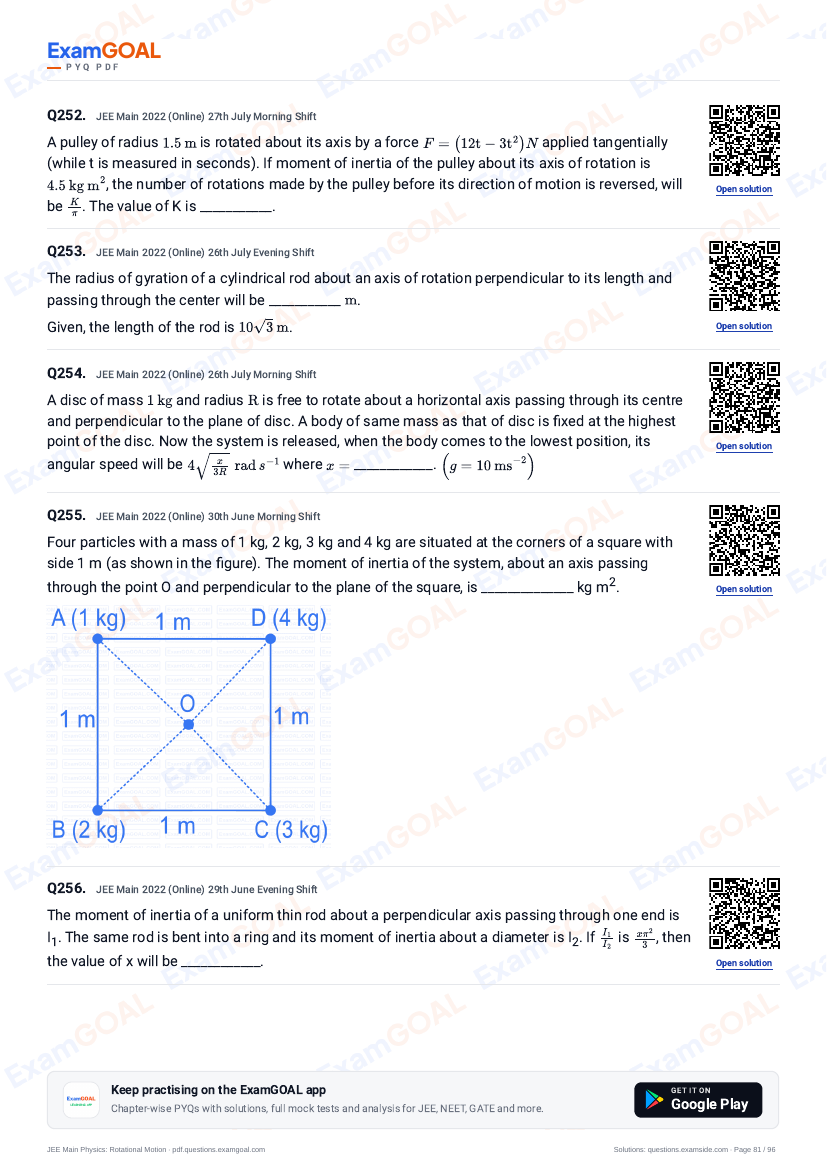 ExamGOAL
PYQ PDF
Q252. JEE Main 2022 (Online) 27th July Morning Shift
A pulley of radius 1.5 m is rotated about its axis by a force F = (12t − 3t²)N applied tangentially
(while t is measured in seconds). If moment of inertia of the pulley about its axis of rotation is
4.5 kg m², the number of rotations made by the pulley before its direction of motion is reversed, will
be K/π. The value of K is ___________.
Open solution
Q253. JEE Main 2022 (Online) 26th July Evening Shift
The radius of gyration of a cylindrical rod about an axis of rotation perpendicular to its length and
passing through the center will be ___________ m.
Given, the length of the rod is 10√3 m.
Open solution
Q254. JEE Main 2022 (Online) 26th July Morning Shift
A disc of mass 1 kg and radius R is free to rotate about a horizontal axis passing through its centre
and perpendicular to the plane of disc. A body of same mass as that of disc is fixed at the highest
point of the disc. Now the system is released, when the body comes to the lowest position, its
angular speed will be 4√(x/3R) rad s⁻¹ where x = ____________. (g = 10 ms⁻²)
Open solution
Q255. JEE Main 2022 (Online) 30th June Morning Shift
Four particles with a mass of 1 kg, 2 kg, 3 kg and 4 kg are situated at the corners of a square with
side 1 m (as shown in the figure). The moment of inertia of the system, about an axis passing
through the point O and perpendicular to the plane of the square, is ______________ kg m².
Open solution
A (1 kg) 1 m D (4 kg)
O
1 m 1 m
B (2 kg) 1 m C (3 kg)
Q256. JEE Main 2022 (Online) 29th June Evening Shift
The moment of inertia of a uniform thin rod about a perpendicular axis passing through one end is
I₁. The same rod is bent into a ring and its moment of inertia about a diameter is I₂. If I₁/I₂ is xπ²/3, then
the value of x will be ____________.
Open solution
Keep practising on the ExamGOAL app
Chapter-wise PYQs with solutions, full mock tests and analysis for JEE, NEET, GATE and more.
GET IT ON
Google Play
JEE Main Physics: Rotational Motion · pdf.questions.examgoal.com
Solutions: questions.examside.com · Page 81 / 96